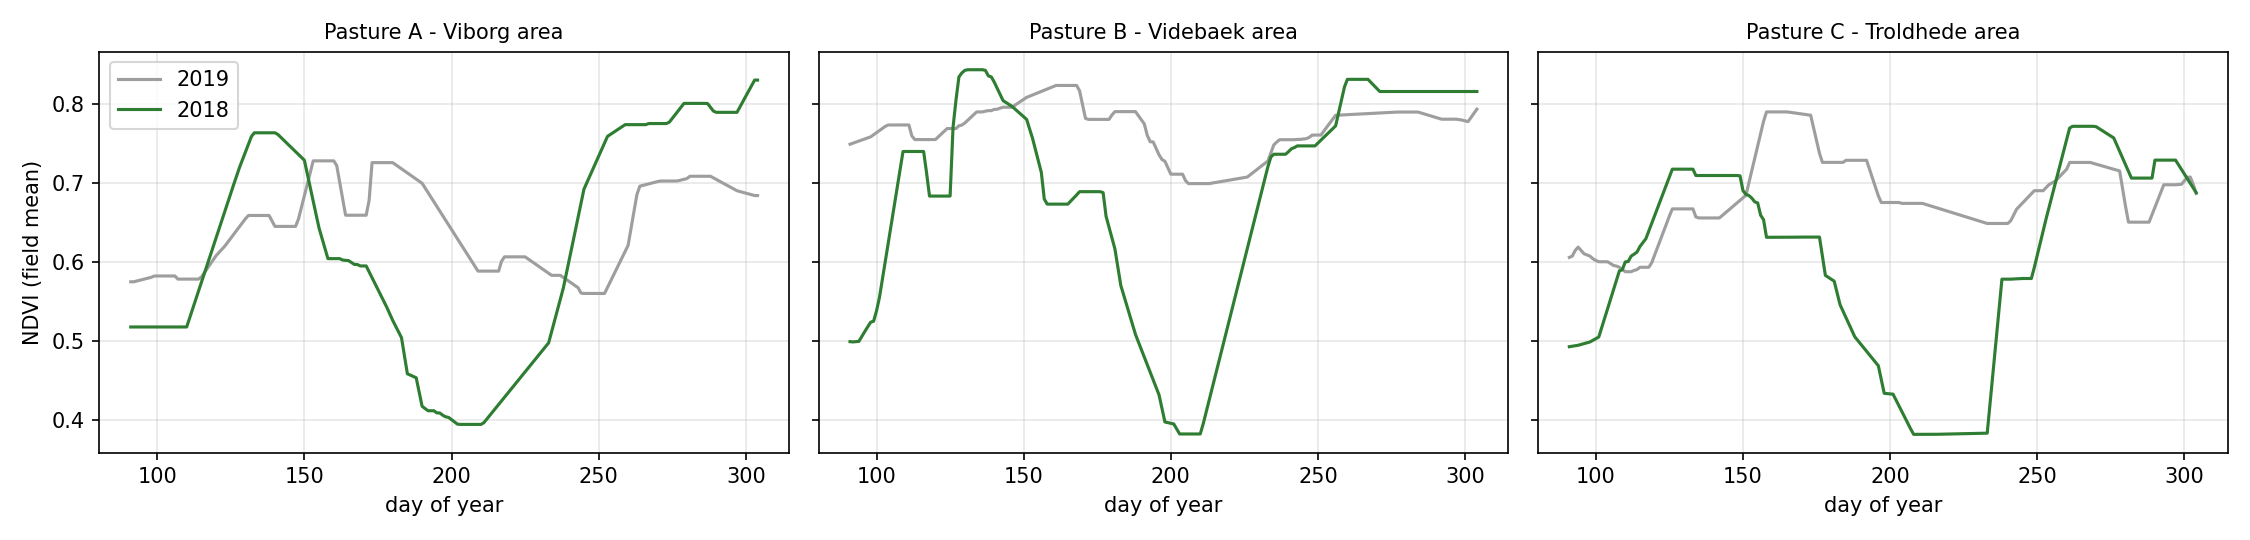 Pasture A - Viborg area
Pasture B - Videbaek area
Pasture C - Troldhede area
2019
2018
NDVI (field mean)
0.8
0.7
0.6
0.5
0.4
100 150 200 250 300
100 150 200 250 300
100 150 200 250 300
day of year
day of year
day of year